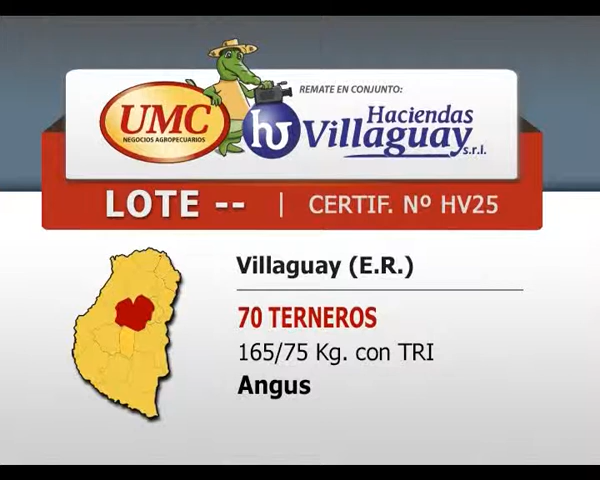 REMATE EN CONJUNTO:
UMC
NEGOCIOS AGROPECUARIOS
hv Haciendas
Villaguay
s.r.l.
LOTE -- | CERTIF. Nº HV25
Villaguay (E.R.)
70 TERNEROS
165/75 Kg. con TRI
Angus